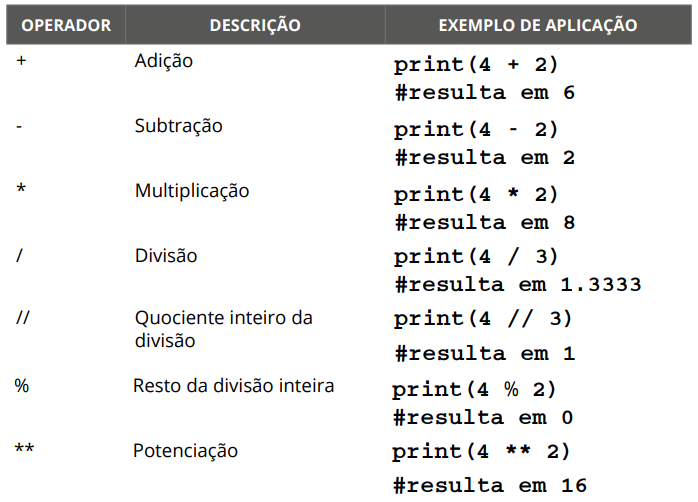 OPERADOR DESCRIÇÃO EXEMPLO DE APLICAÇÃO
+ Adição print(4 + 2)
#resulta em 6
- Subtração print(4 - 2)
#resulta em 2
* Multiplicação print(4 * 2)
#resulta em 8
/ Divisão print(4 / 3)
#resulta em 1.3333
// Quociente inteiro da print(4 // 3)
divisão
#resulta em 1
% Resto da divisão inteira print(4 % 2)
#resulta em 0
** Potenciação print(4 ** 2)
#resulta em 16